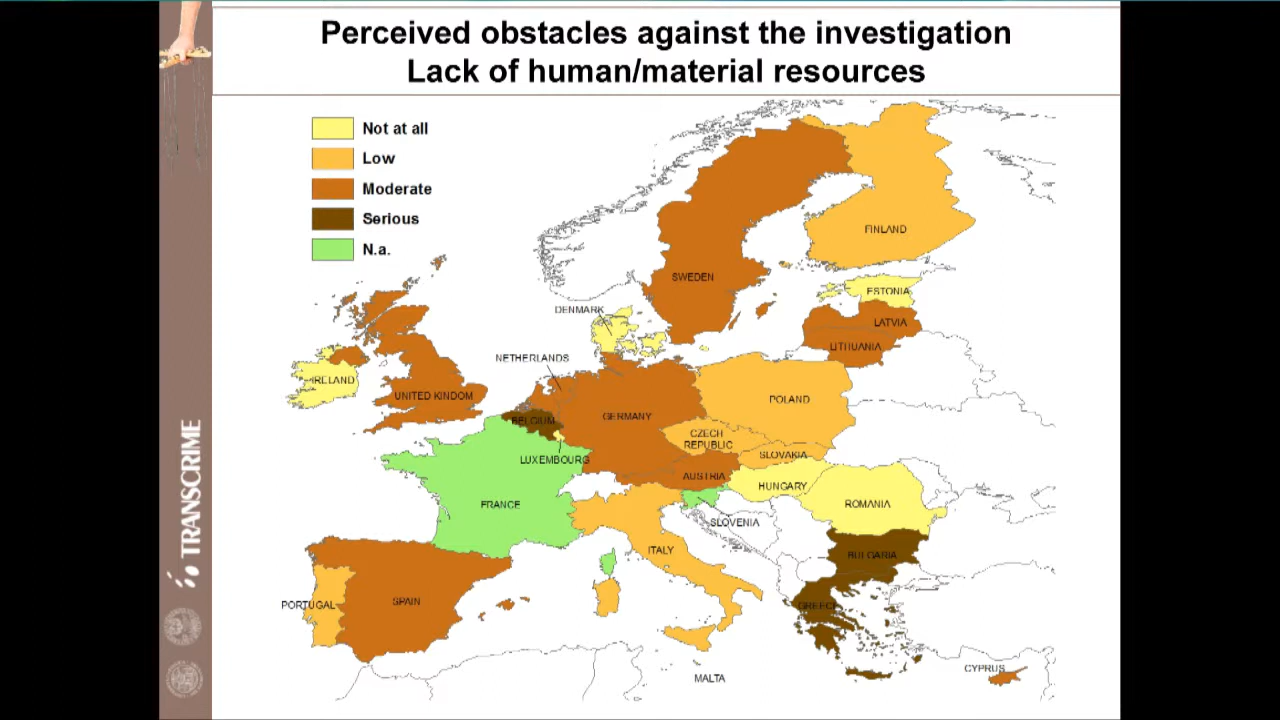 Perceived obstacles against the investigation
Lack of human/material resources
Not at all
Low
Moderate
Serious
N.a.
FINLAND
SWEDEN
ESTONIA
DENMARK
LATVIA
LITHUANIA
NETHERLANDS
IRELAND
UNITED KINDOM
POLAND
GERMANY
BELGIUM
CZECH
REPUBLIC
SLOVAKIA
LUXEMBOURG
AUSTRIA
HUNGARY
FRANCE
ROMANIA
SLOVENIA
ITALY
BULGARIA
PORTUGAL
SPAIN
GREECE
CYPRUS
MALTA
TRANSCRIME